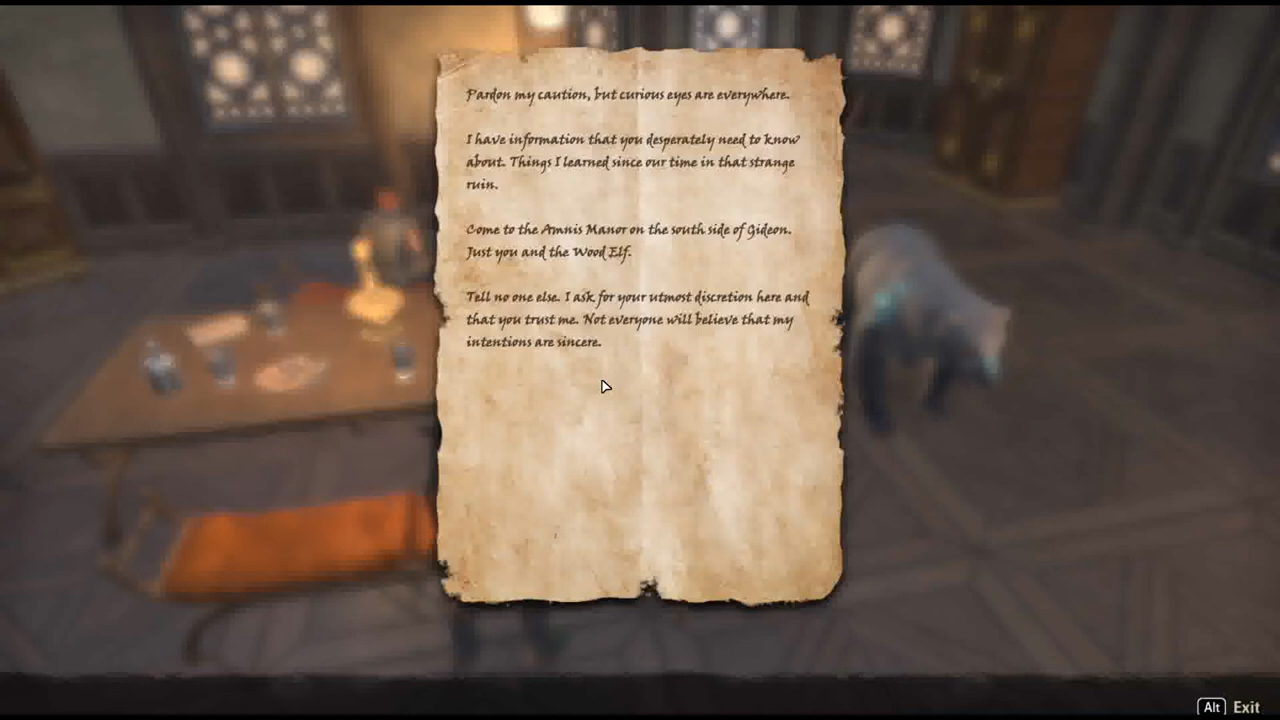 Pardon my caution, but curious eyes are everywhere.
I have information that you desperately need to know
about. Things I learned since our time in that strange
ruin.
Come to the Amnis Manor on the south side of Gideon.
Just you and the Wood Elf.
Tell no one else. I ask for your utmost discretion here and
that you trust me. Not everyone will believe that my
intentions are sincere.
Alt Exit